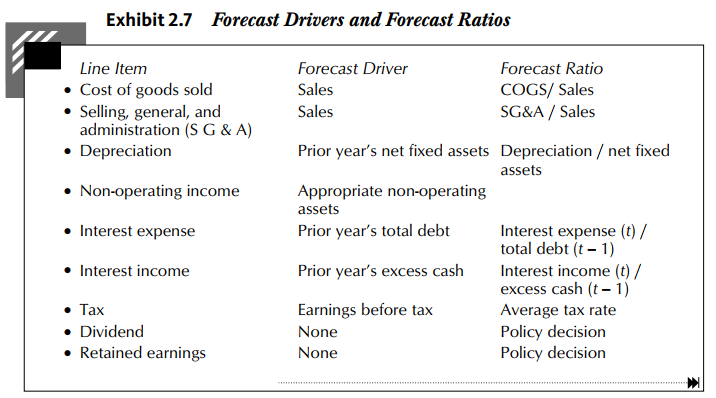 Exhibit 2.7 Forecast Drivers and Forecast Ratios
Line Item Forecast Driver Forecast Ratio
• Cost of goods sold Sales COGS/ Sales
• Selling, general, and Sales SG&A / Sales
administration (S G & A)
• Depreciation Prior year's net fixed assets Depreciation / net fixed
assets
• Non-operating income Appropriate non-operating
assets
• Interest expense Prior year's total debt Interest expense (t) /
total debt (t – 1)
• Interest income Prior year's excess cash Interest income (t) /
excess cash (t – 1)
• Tax Earnings before tax Average tax rate
• Dividend None Policy decision
• Retained earnings None Policy decision